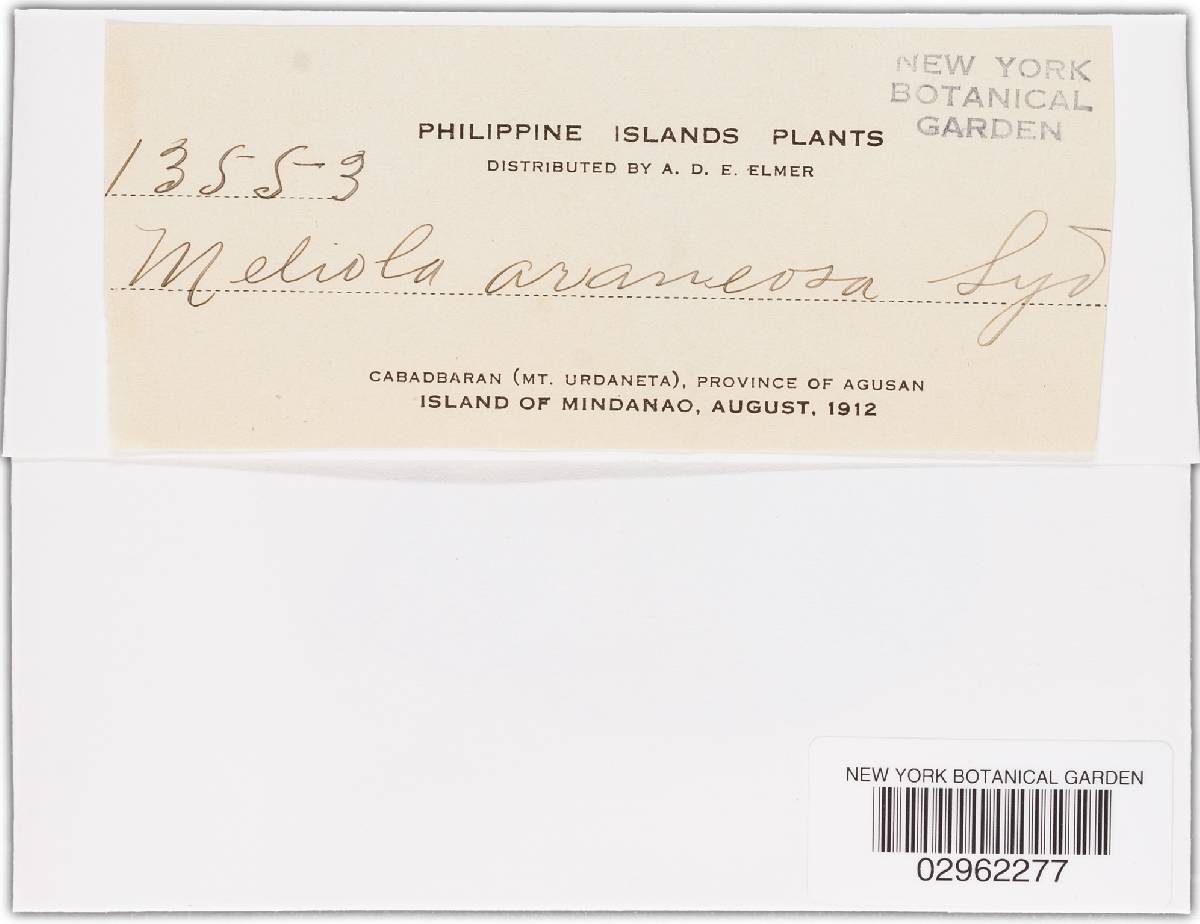 NEW YORK
BOTANICAL
GARDEN
PHILIPPINE ISLANDS PLANTS
DISTRIBUTED BY A. D. E. ELMER
13553
Meliola araneosa Syd
CABADBARAN (MT. URDANETA), PROVINCE OF AGUSAN
ISLAND OF MINDANAO, AUGUST, 1912
NEW YORK BOTANICAL GARDEN
02962277